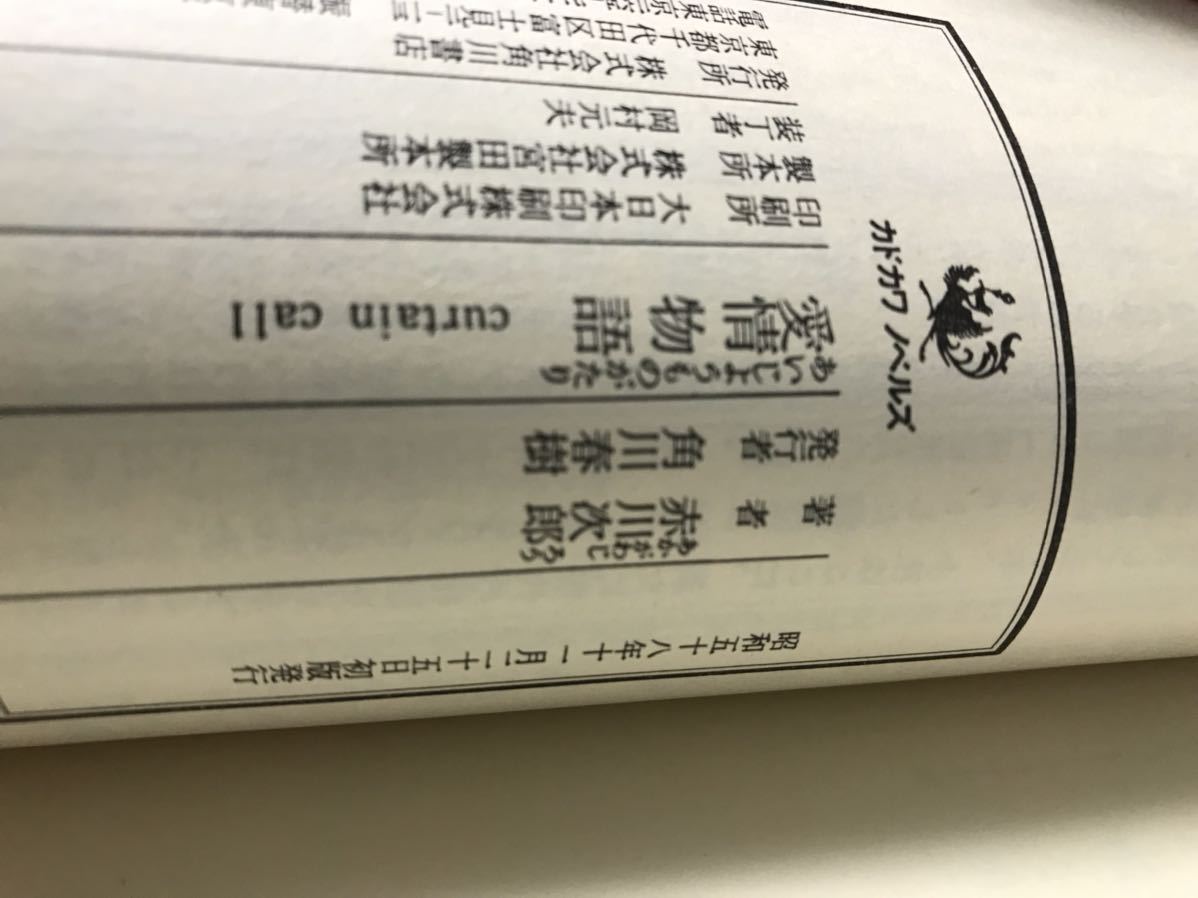 カドカワ ノベルズ
昭和五十八年十一月二十五日初版発行
著者 赤川次郎
あかがわじろう
発行者 角川春樹
あいじょうものがたり
愛情物語 curtain call
印刷所 大日本印刷株式会社
製本所 株式会社宮田製本所
装丁者 岡村元夫
発行所 株式会社角川書店
東京都千代田区富士見二-十三
電話東京